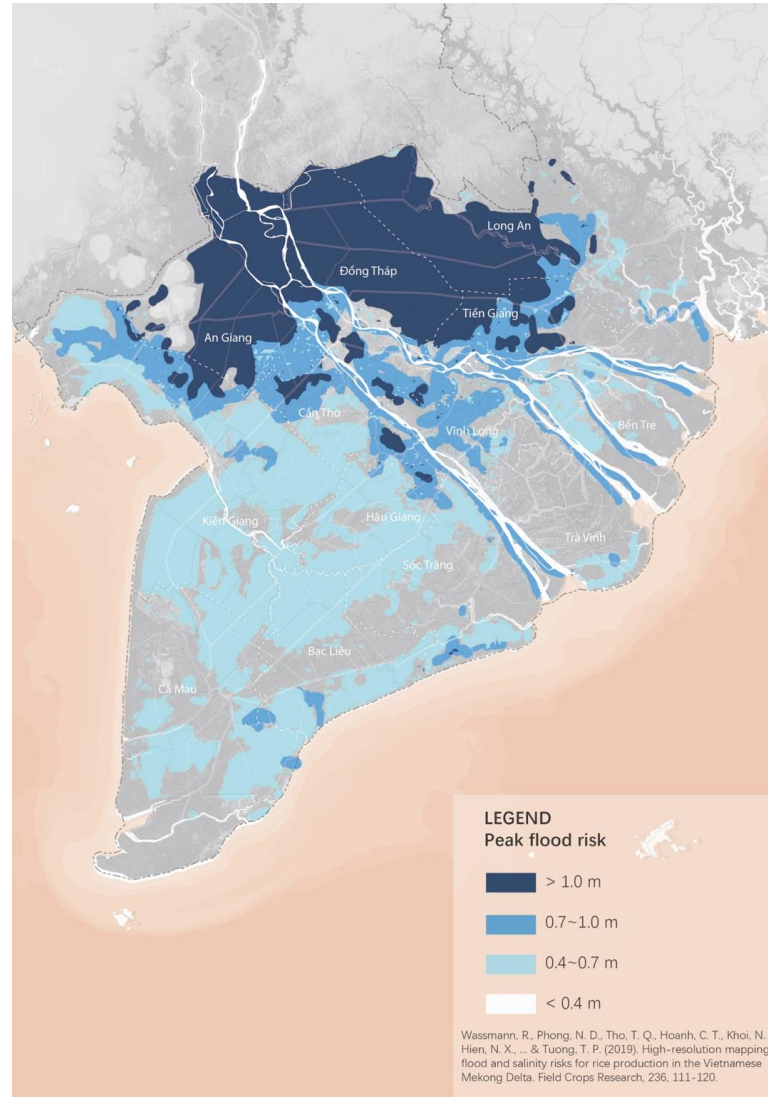 Long An
Đồng Tháp
Tiền Giang
An Giang
Cần Thơ
Bến Tre
Vĩnh Long
Kiên Giang
Hậu Giang
Trà Vinh
Sóc Trăng
Bạc Liêu
Cà Mau
LEGEND
Peak flood risk
> 1.0 m
0.7~1.0 m
0.4~0.7 m
< 0.4 m
Wassmann, R., Phong, N. D., Tho, T. Q., Hoanh, C. T., Khoi, N.
Hien, N. X., ... & Tuong, T. P. (2019). High-resolution mapping
flood and salinity risks for rice production in the Vietnamese
Mekong Delta. Field Crops Research, 236, 111-120.